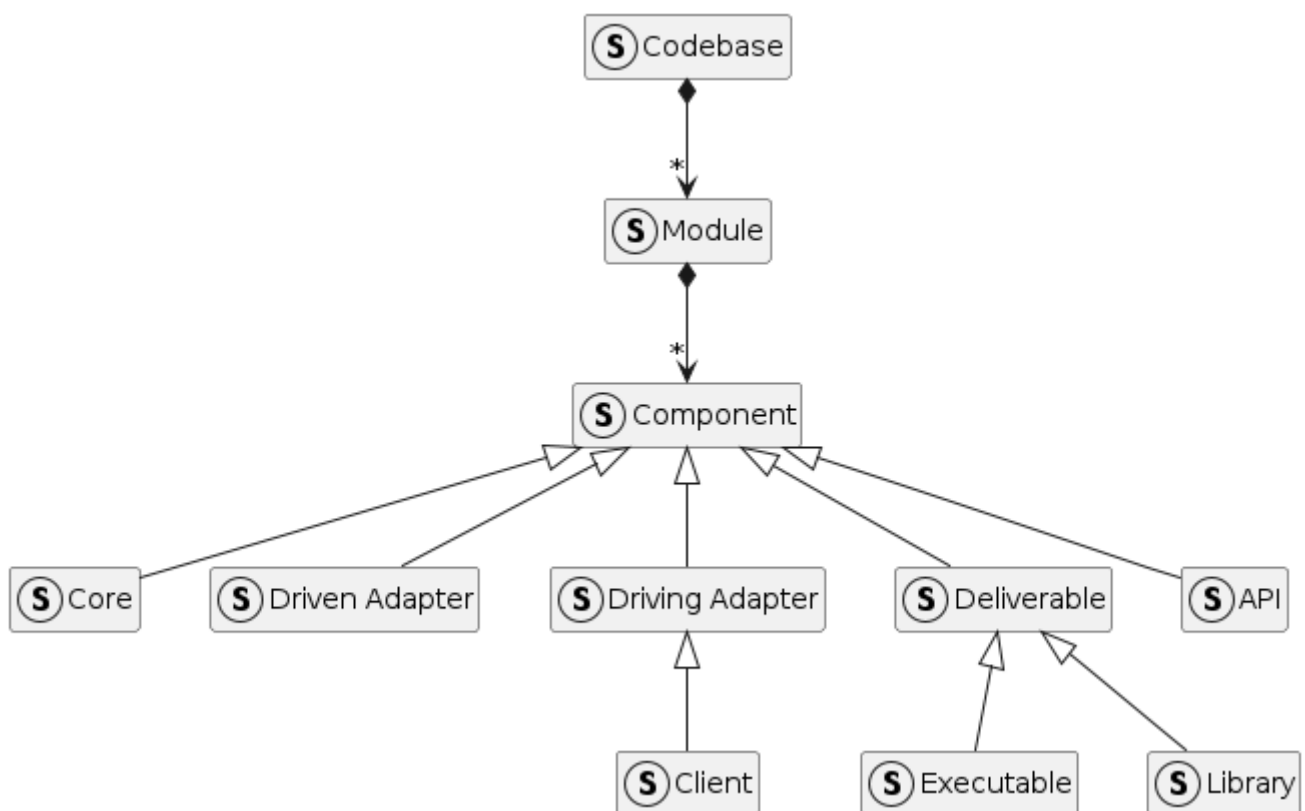 S Codebase
*
S Module
*
S Component
S Core S Driven Adapter S Driving Adapter S Deliverable S API
S Client S Executable S Library